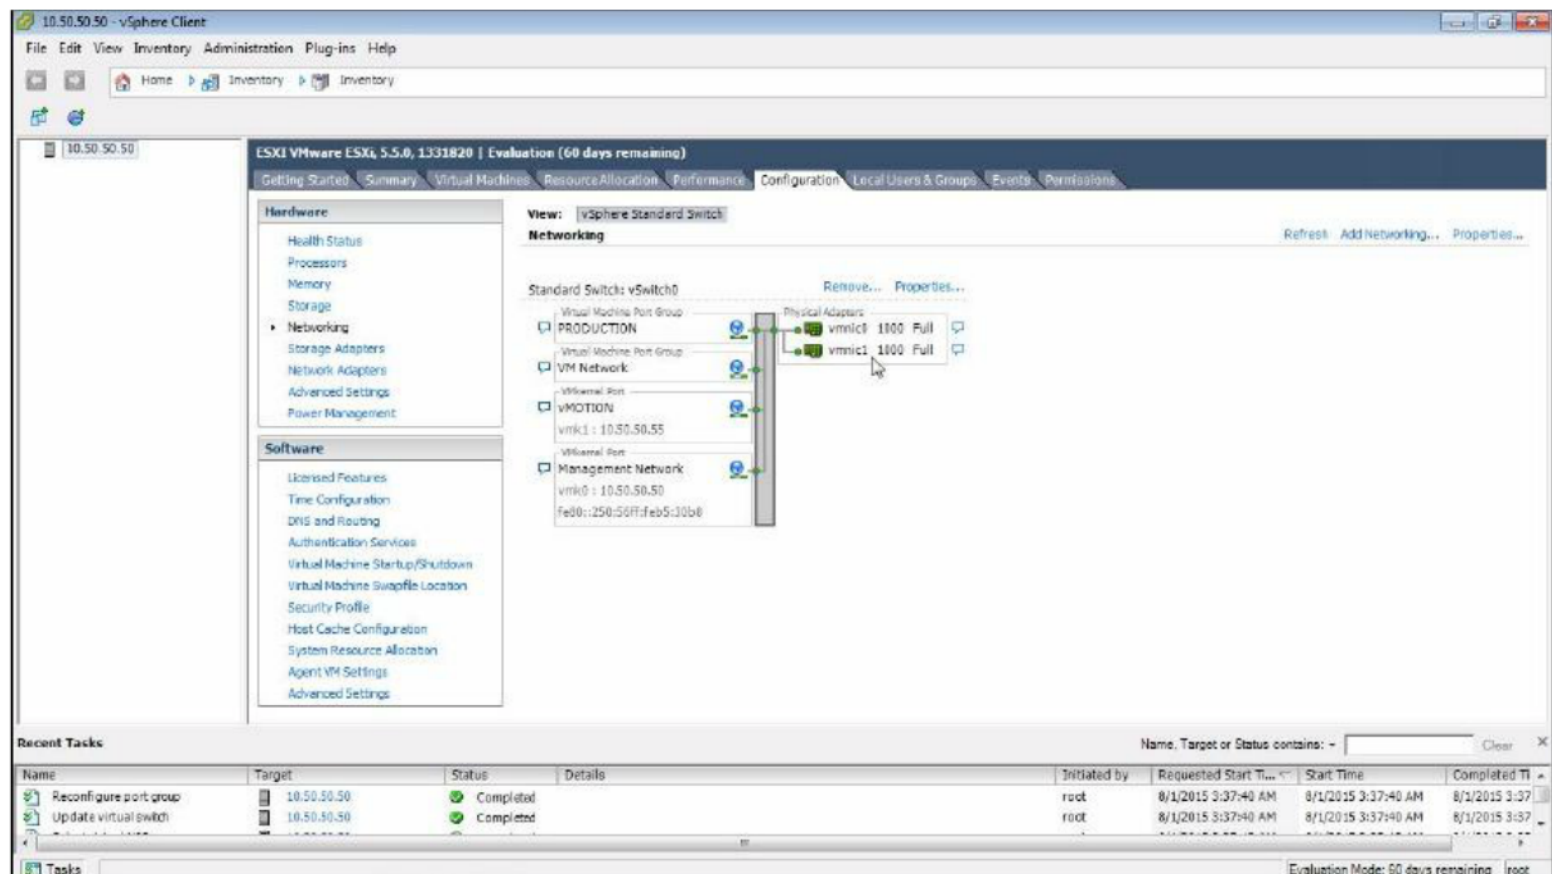 10.50.50.50 - vSphere Client
File Edit View Inventory Administration Plug-ins Help
Home Inventory Inventory
10.50.50.50
ESXI VMware ESXi, 5.5.0, 1331820 | Evaluation (60 days remaining)
Getting Started Summary Virtual Machines Resource Allocation Performance Configuration Local Users & Groups Events Permissions
Hardware
Health Status
Processors
Memory
Storage
Networking
Storage Adapters
Network Adapters
Advanced Settings
Power Management
Software
Licensed Features
Time Configuration
DNS and Routing
Authentication Services
Virtual Machine Startup/Shutdown
Virtual Machine Swapfile Location
Security Profile
Host Cache Configuration
System Resource Allocation
Agent VM Settings
Advanced Settings
View: vSphere Standard Switch
Networking
Refresh Add Networking... Properties...
Standard Switch: vSwitch0 Remove... Properties...
Virtual Machine Port Group
PRODUCTION
Virtual Machine Port Group
VM Network
VMkernel Port
vMOTION
vmk1 : 10.50.50.55
VMkernel Port
Management Network
vmk0 : 10.50.50.50
fe80::250:56ff:feb5:30b8
Physical Adapters
vmnic0 1000 Full
vmnic1 1000 Full
Recent Tasks
Name, Target or Status contains: Clear
Name Target Status Details Initiated by Requested Start Ti... Start Time Completed Ti
Reconfigure port group 10.50.50.50 Completed root 8/1/2015 3:37:40 AM 8/1/2015 3:37:40 AM 8/1/2015 3:37
Update virtual switch 10.50.50.50 Completed root 8/1/2015 3:37:40 AM 8/1/2015 3:37:40 AM 8/1/2015 3:37
Tasks
Evaluation Mode: 60 days remaining root